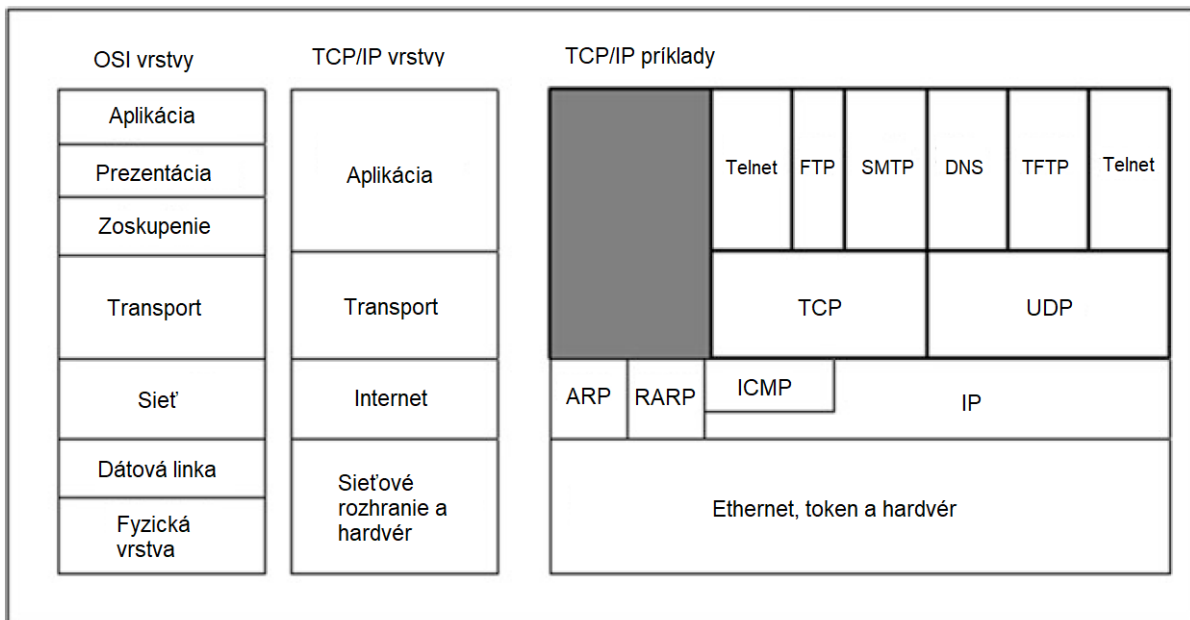 OSI vrstvy
TCP/IP vrstvy
TCP/IP príklady
Aplikácia
Prezentácia
Zoskupenie
Transport
Sieť
Dátová linka
Fyzická
vrstva
Aplikácia
Transport
Internet
Sieťové
rozhranie a
hardvér
Telnet
FTP
SMTP
DNS
TFTP
Telnet
TCP
UDP
ARP
RARP
ICMP
IP
Ethernet, token a hardvér